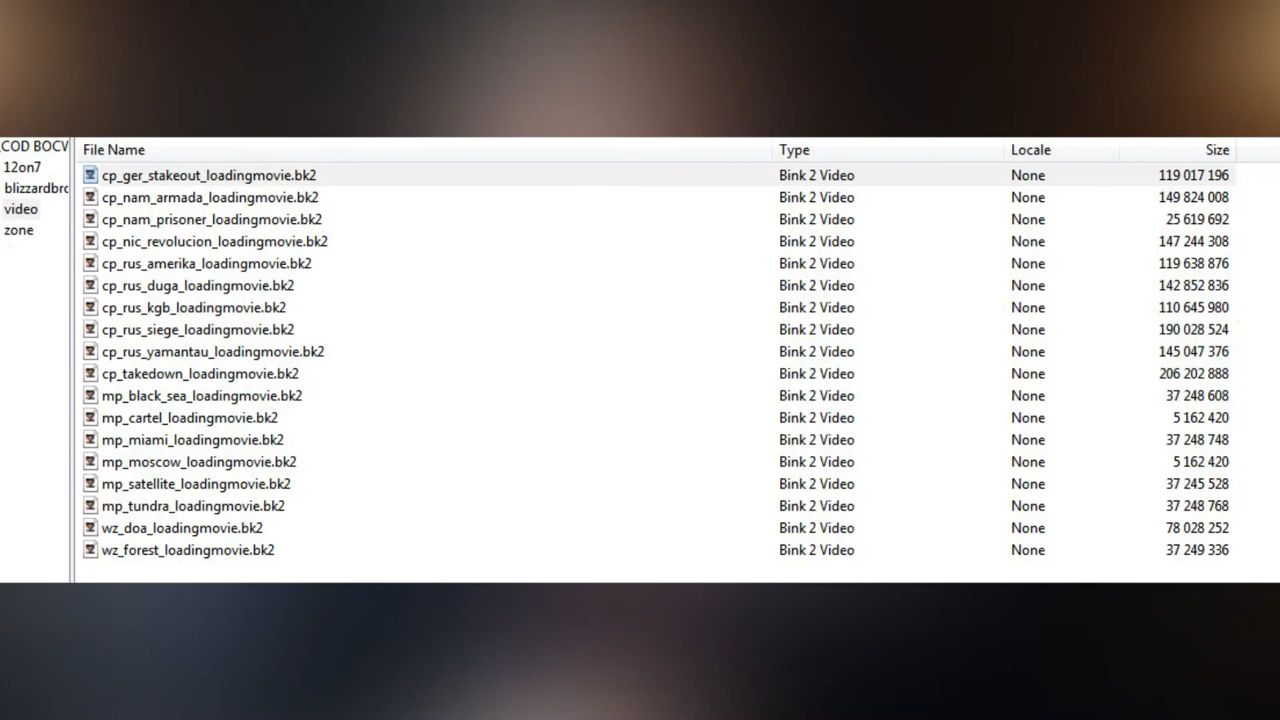 COD BOCW
12on7
blizzardbrc
video
zone
File Name Type Locale Size
cp_ger_stakeout_loadingmovie.bk2 Bink 2 Video None 119 017 196
cp_nam_armada_loadingmovie.bk2 Bink 2 Video None 149 824 008
cp_nam_prisoner_loadingmovie.bk2 Bink 2 Video None 25 619 692
cp_nic_revolucion_loadingmovie.bk2 Bink 2 Video None 147 244 308
cp_rus_amerika_loadingmovie.bk2 Bink 2 Video None 119 638 876
cp_rus_duga_loadingmovie.bk2 Bink 2 Video None 142 852 836
cp_rus_kgb_loadingmovie.bk2 Bink 2 Video None 110 645 980
cp_rus_siege_loadingmovie.bk2 Bink 2 Video None 190 028 524
cp_rus_yamantau_loadingmovie.bk2 Bink 2 Video None 145 047 376
cp_takedown_loadingmovie.bk2 Bink 2 Video None 206 202 888
mp_black_sea_loadingmovie.bk2 Bink 2 Video None 37 248 608
mp_cartel_loadingmovie.bk2 Bink 2 Video None 5 162 420
mp_miami_loadingmovie.bk2 Bink 2 Video None 37 248 748
mp_moscow_loadingmovie.bk2 Bink 2 Video None 5 162 420
mp_satellite_loadingmovie.bk2 Bink 2 Video None 37 245 528
mp_tundra_loadingmovie.bk2 Bink 2 Video None 37 248 768
wz_doa_loadingmovie.bk2 Bink 2 Video None 78 028 252
wz_forest_loadingmovie.bk2 Bink 2 Video None 37 249 336